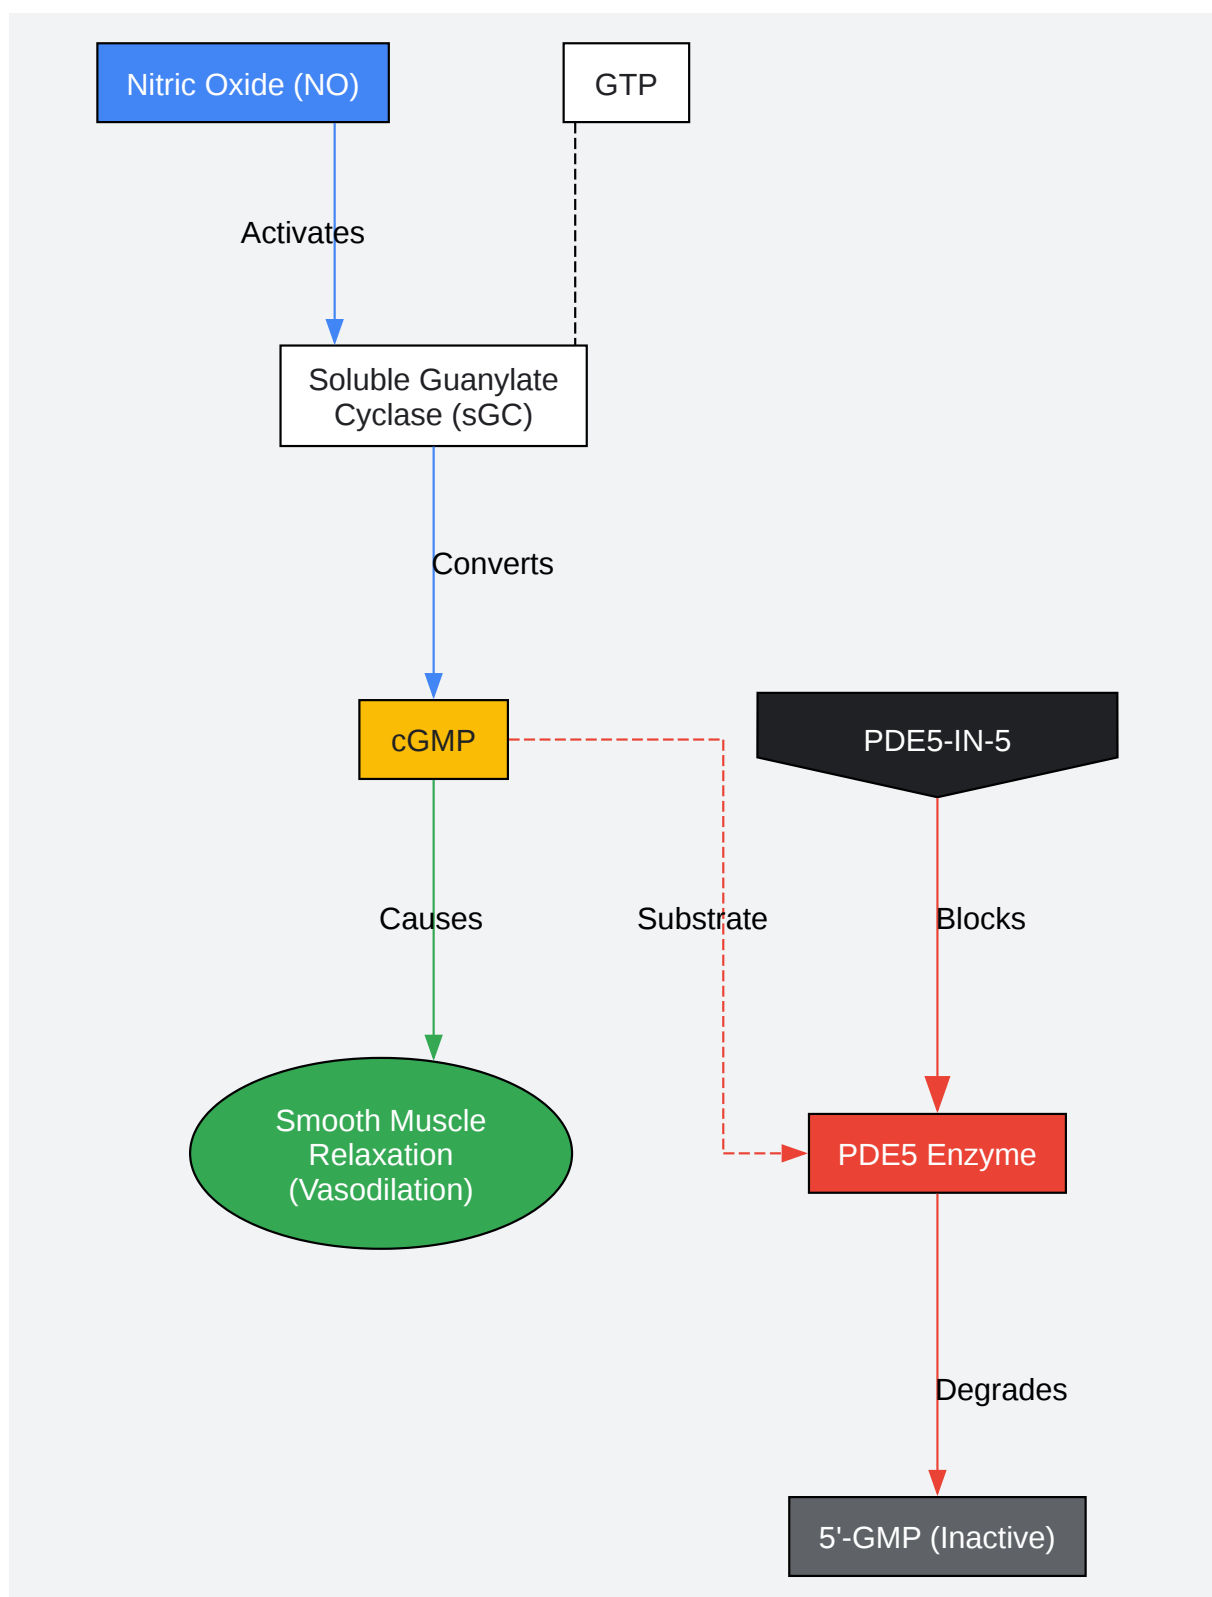 Nitric Oxide (NO)
GTP
Activates
Soluble Guanylate
Cyclase (sGC)
Converts
cGMP
PDE5-IN-5
Causes
Substrate
Blocks
Smooth Muscle
Relaxation
(Vasodilation)
PDE5 Enzyme
Degrades
5'-GMP (Inactive)